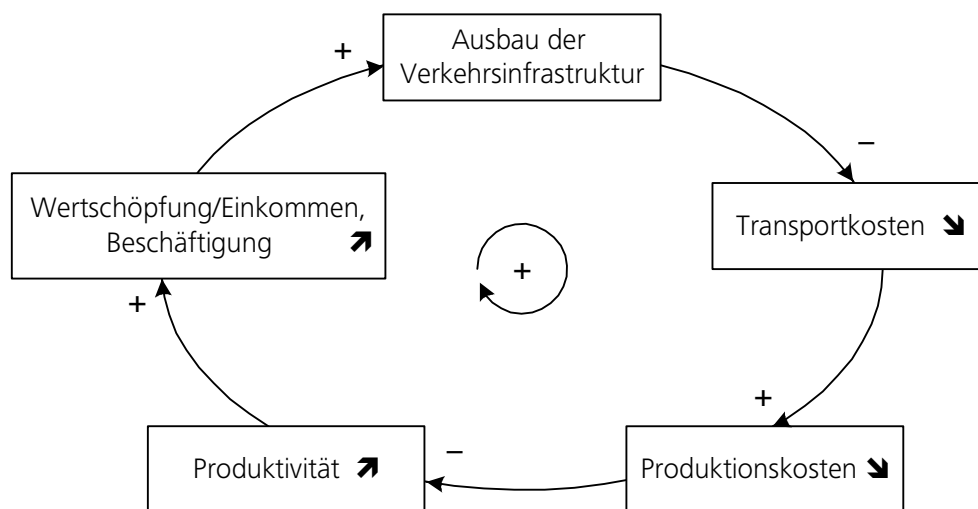 Ausbau der
Verkehrsinfrastruktur
+
−
Wertschöpfung/Einkommen,
Beschäftigung
Transportkosten
+
+
+
Produktivität
−
Produktionskosten